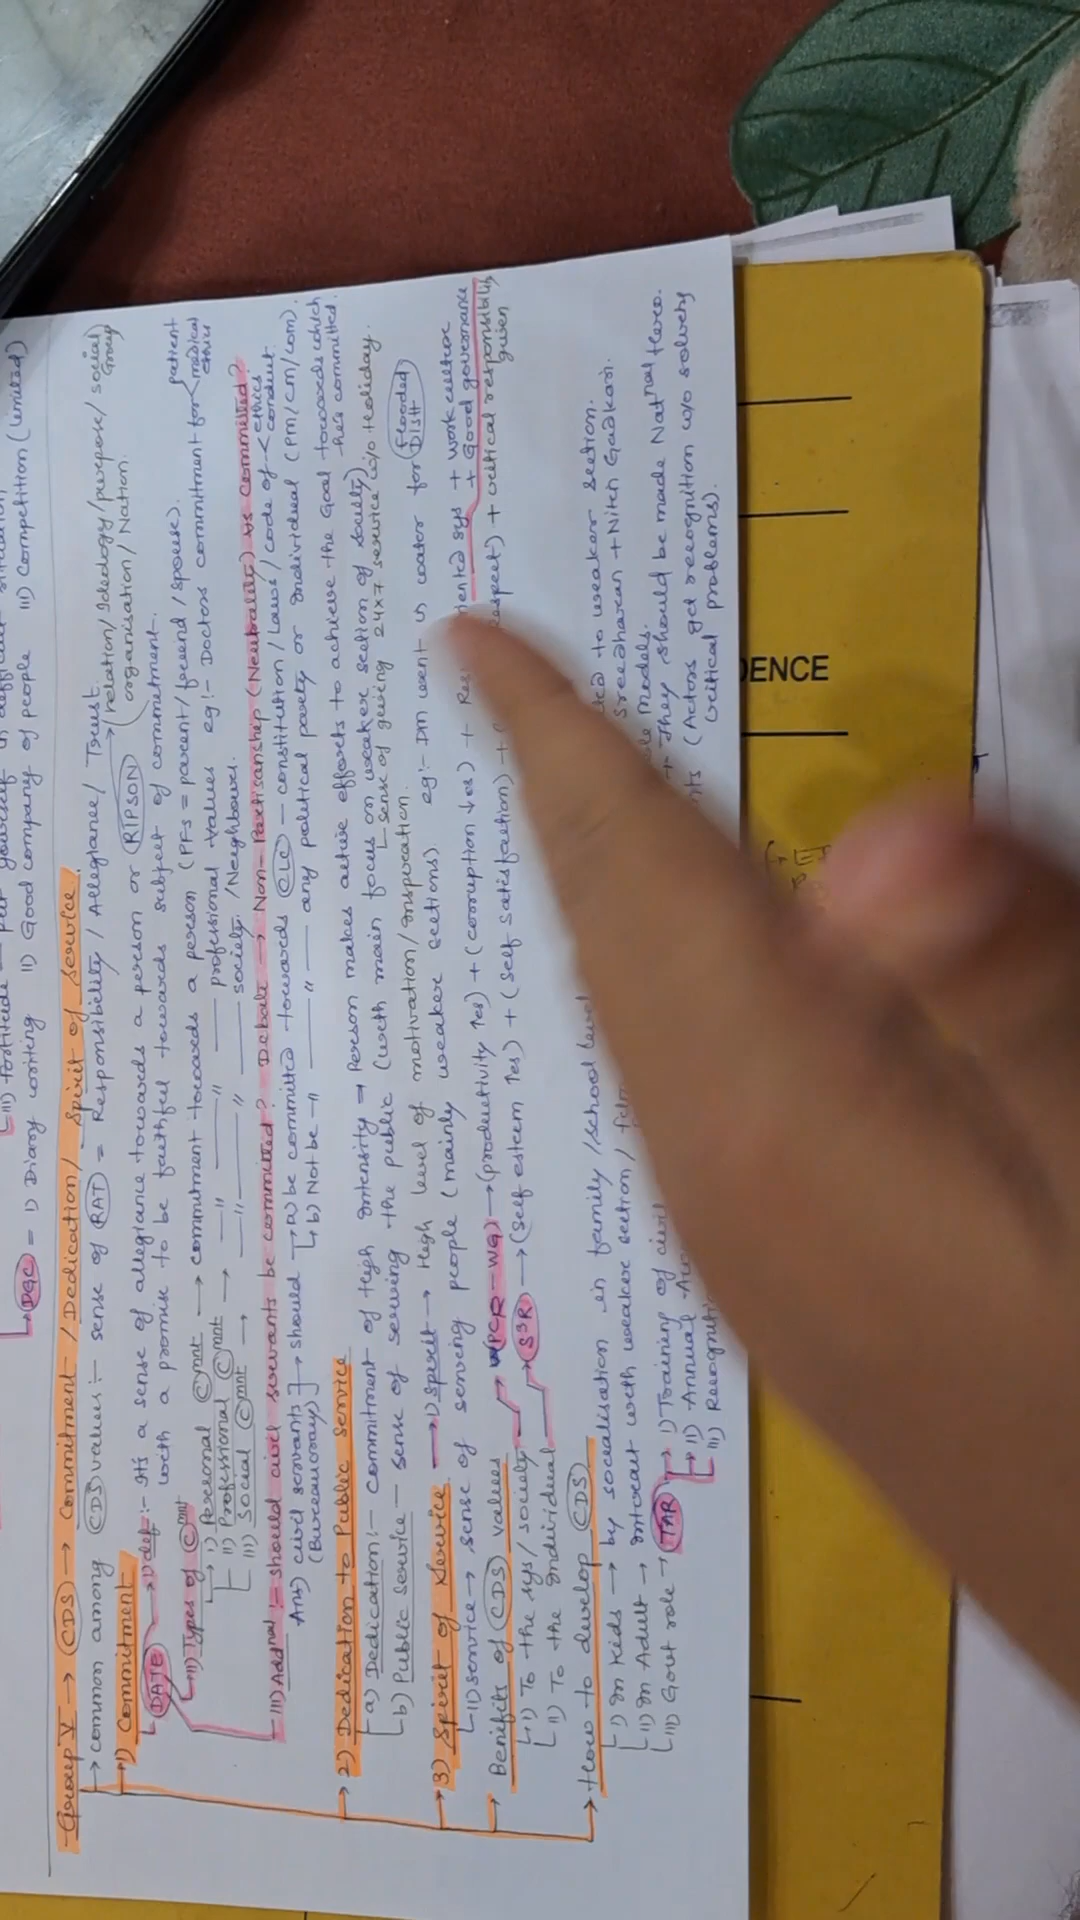 iii) fortitude — put yourself in difficult situation
DGC = i) Diary writing ii) Good company of people iii) Competition (limited)
Group V → CDS → Commitment / Dedication / Spirit of Service.
→ common among CDS values :- sense of RAT = Responsibility / Allegiance / Trust.
1) Commitment
DATE → i) def :- It's a sense of allegiance towards a person or RIPSON (relation / Ideology / purpose / social Group
organisation / Nation.
with a promise to be faithful towards subject of commitment.
ii) Types of Cmnt
→ i) Personal Cmnt → commitment towards a person (PFS = parent / friend / spouse).
ii) Professional Cmnt → —"— professional values eg:- Doctors commitment for < patient
medical ethics
iii) Social Cmnt → —"— society / Neighbours.
iii) Addnal :- should civil servants be committed? Debate → Non-Partisanship (Neutrality) vs Committed?
Ans) civil servants → should → a) be committed towards CLC — constitution / Laws / code of < ethics
conduct.
(Bureaucracy) b) Not be —"— any political party or individual (PM/CM/Com).
2) Dedication to Public Service
a) Dedication :- commitment of high intensity → Person makes active efforts to achieve the Goal towards which
he's committed.
b) Public Service — sense of serving the public (with main focus on weaker section of society)
sense of giving 24x7 service w/o Holiday.
3) Spirit of Service → i) Spirit → High level of motivation / inspiration.
ii) service → sense of serving people (mainly weaker sections) eg:- DM went in water for Flooded
Distt
Benifits of CDS values
i) To the sys / society → (PCR-WG) → (productivity ↑es) + (corruption ↓es) + sys + work culture
+ Good governance
ii) To the individual → S³R → (Self esteem ↑es) + (self satisfaction) + + critical responsibility
given
→ How to develop CDS
i) In kids → by socialisation in family / school to weaker section.
ii) In Adult → interact with weaker section / Sreedharan + Nitin Gadkari.
Models.
iii) Govt role → TAR → i) Training of civil + They should be made Natnal Hero.
ii) Annual (Actors get recognition w/o solving
critical problems).
iii)
DENCE